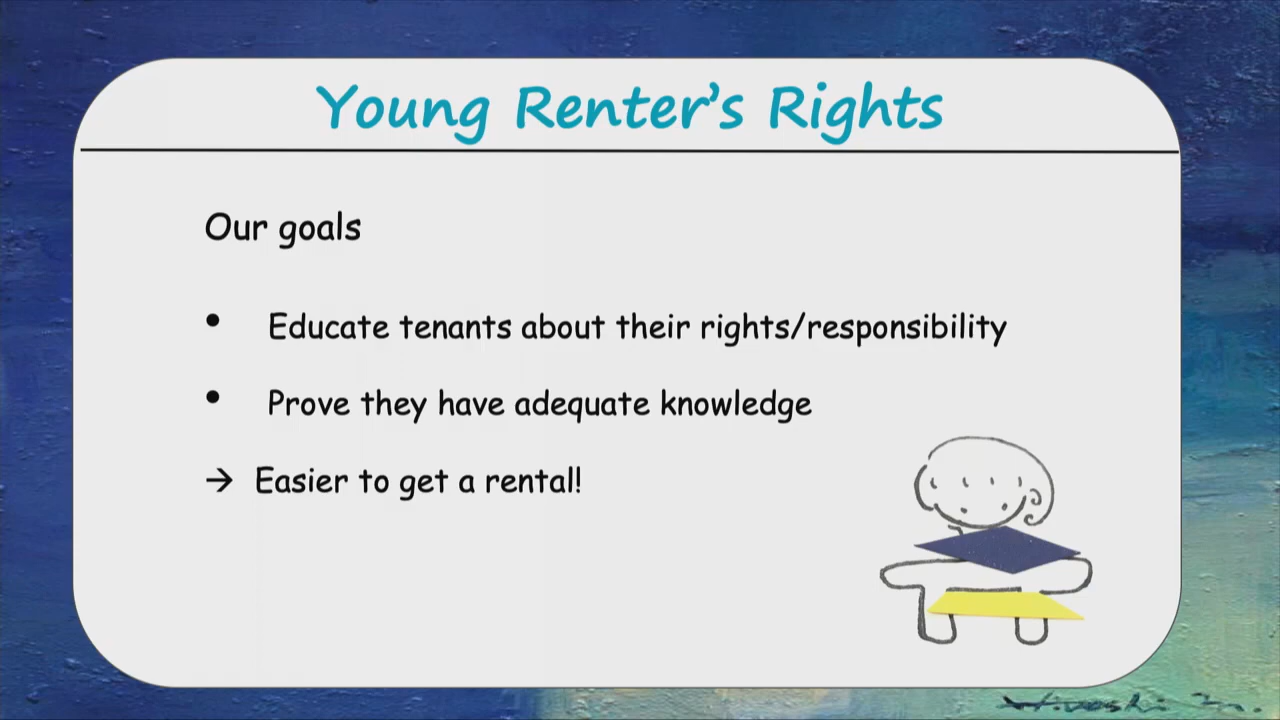 Young Renter's Rights
Our goals
• Educate tenants about their rights/responsibility
• Prove they have adequate knowledge
→ Easier to get a rental!